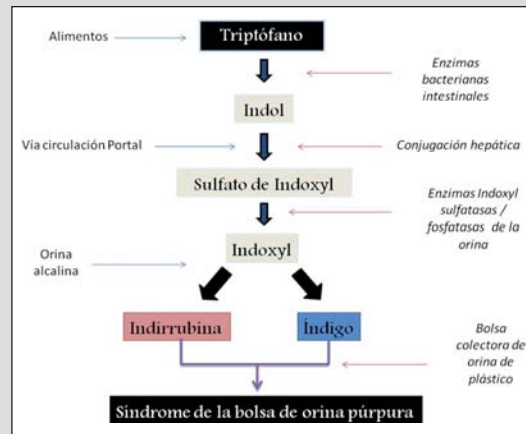 Alimentos
Triptófano
Enzimas
bacterianas
intestinales
Indol
Vía circulación Portal
Conjugación hepática
Sulfato de Indoxyl
Enzimas Indoxyl
sulfatasas /
fosfatasas de la
orina
Indoxyl
Orina
alcalina
Indirrubina
Índigo
Bolsa
colectora de
orina de
plástico
Síndrome de la bolsa de orina púrpura